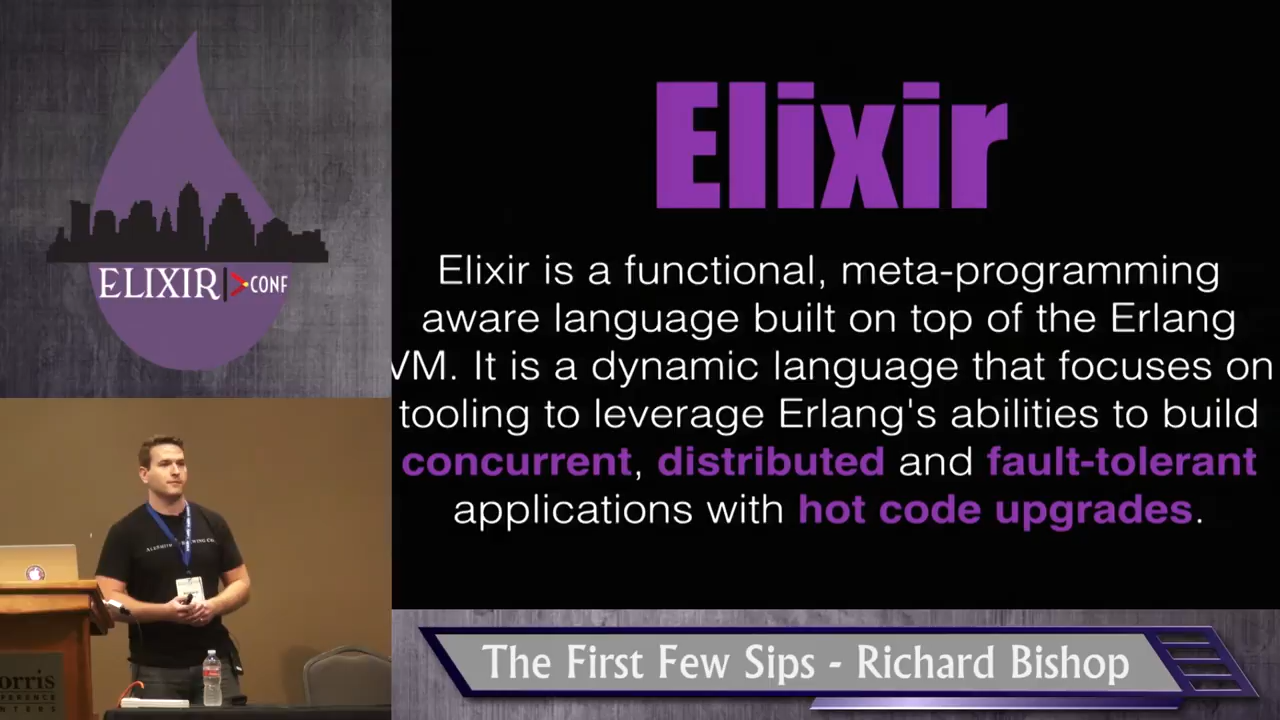 ELIXIR|>CONF
Elixir
Elixir is a functional, meta-programming
aware language built on top of the Erlang
VM. It is a dynamic language that focuses on
tooling to leverage Erlang's abilities to build
concurrent, distributed and fault-tolerant
applications with hot code upgrades.
The First Few Sips - Richard Bishop